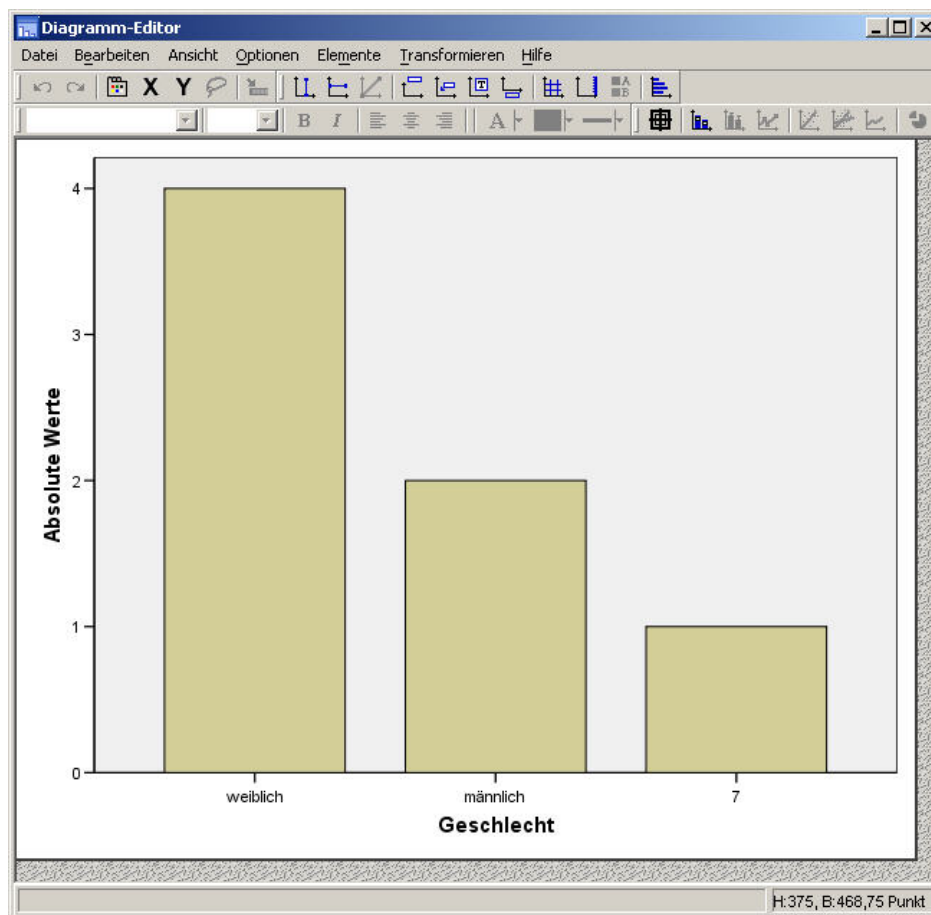 Diagramm-Editor
Datei Bearbeiten Ansicht Optionen Elemente Transformieren Hilfe
X Y T A B
B I A
4
3
2
1
0
Absolute Werte
weiblich männlich 7
Geschlecht
H:375, B:468,75 Punkt